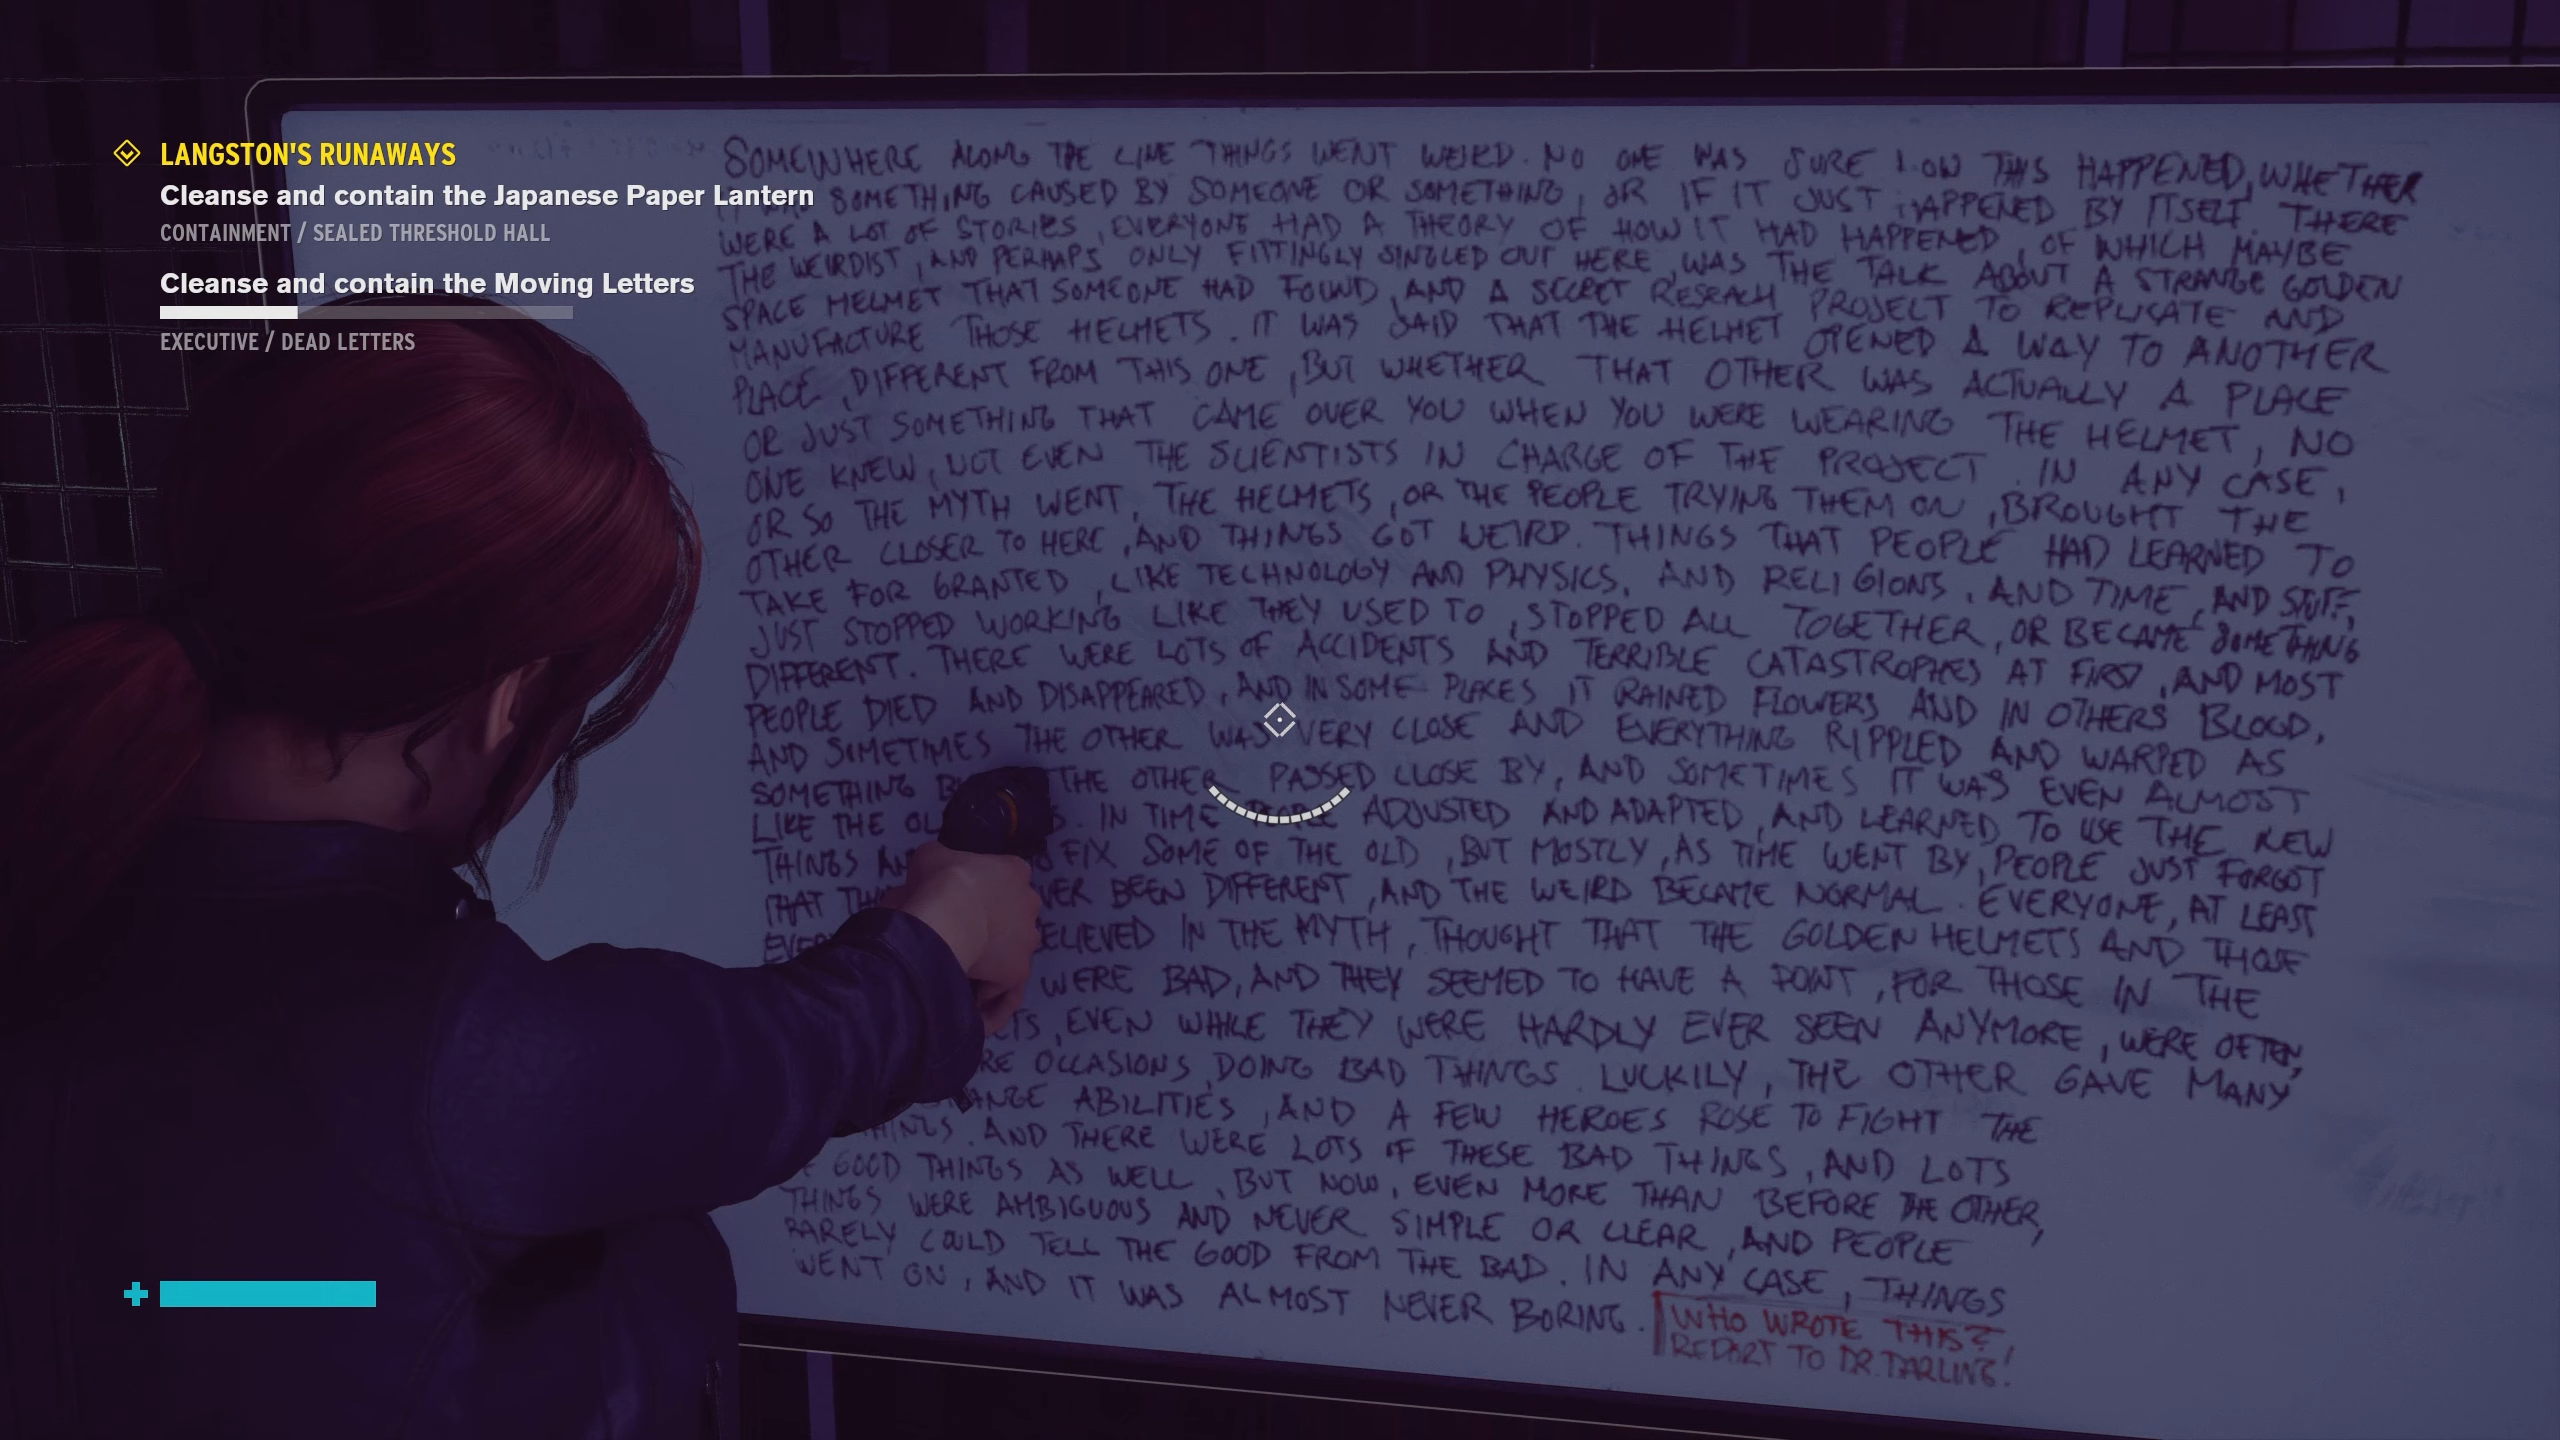 LANGSTON'S RUNAWAYS
Cleanse and contain the Japanese Paper Lantern
CONTAINMENT / SEALED THRESHOLD HALL
Cleanse and contain the Moving Letters
EXECUTIVE / DEAD LETTERS
SOMEWHERE ALONG THE LINE THINGS WENT WEIRD. NO ONE WAS SURE HOW THIS HAPPENED, WHETHER
IT WAS SOMETHING CAUSED BY SOMEONE OR SOMETHING, OR IF IT JUST HAPPENED BY ITSELF. THERE
WERE A LOT OF STORIES, EVERYONE HAD A THEORY OF HOW IT HAD HAPPENED, OF WHICH MAYBE
THE WEIRDIST, AND PERHAPS ONLY FITTINGLY SINGLED OUT HERE, WAS THE TALK ABOUT A STRANGE GOLDEN
SPACE HELMET THAT SOMEONE HAD FOUND, AND A SECRET RESEACH PROJECT TO REPLICATE AND
MANUFACTURE THOSE HELMETS. IT WAS SAID THAT THE HELMET OPENED A WAY TO ANOTHER
PLACE, DIFFERENT FROM THIS ONE, BUT WHETHER THAT OTHER WAS ACTUALLY A PLACE
OR JUST SOMETHING THAT CAME OVER YOU WHEN YOU WERE WEARING THE HELMET, NO
ONE KNEW, NOT EVEN THE SCIENTISTS IN CHARGE OF THE PROJECT. IN ANY CASE,
OR SO THE MYTH WENT, THE HELMETS, OR THE PEOPLE TRYING THEM ON, BROUGHT THE
OTHER CLOSER TO HERE, AND THINGS GOT WEIRD. THINGS THAT PEOPLE HAD LEARNED TO
TAKE FOR GRANTED, LIKE TECHNOLOGY AND PHYSICS, AND RELIGIONS, AND TIME, AND STUFF,
JUST STOPPED WORKING LIKE THEY USED TO, STOPPED ALL TOGETHER, OR BECAME SOMETHING
DIFFERENT. THERE WERE LOTS OF ACCIDENTS AND TERRIBLE CATASTROPHES AT FIRST, AND MOST
PEOPLE DIED AND DISAPPEARED, AND IN SOME PLACES IT RAINED FLOWERS AND IN OTHERS BLOOD,
AND SIMETIMES THE OTHER WAS VERY CLOSE AND EVERYTHING RIPPLED AND WARPED AS
SOMETHING THE OTHER PASSED CLOSE BY, AND SOMETIMES IT WAS EVEN ALMOST
LIKE THE IN TIME PEOPLE ADJUSTED AND ADAPTED, AND LEARNED TO USE THE NEW
THINGS FIX SOME OF THE OLD, BUT MOSTLY, AS TIME WENT BY, PEOPLE JUST FORGOT
THAT BEEN DIFFERENT, AND THE WEIRD BECAME NORMAL. EVERYONE, AT LEAST
IN THE MYTH, THOUGHT THAT THE GOLDEN HELMETS AND THOSE
WERE BAD, AND THEY SEEMED TO HAVE A POINT, FOR THOSE IN THE
EVEN WHILE THEY WERE HARDLY EVER SEEN ANYMORE, WERE OFTEN,
OCCASIONS, DOING BAD THINGS. LUCKILY, THE OTHER GAVE MANY
ABILITIES, AND A FEW HEROES ROSE TO FIGHT THE
THINGS. AND THERE WERE LOTS OF THESE BAD THINGS, AND LOTS
GOOD THINGS AS WELL, BUT NOW, EVEN MORE THAN BEFORE THE OTHER,
THINGS WERE AMBIGUOUS AND NEVER SIMPLE OR CLEAR, AND PEOPLE
RARELY COULD TELL THE GOOD FROM THE BAD. IN ANY CASE, THINGS
WENT ON, AND IT WAS ALMOST NEVER BORING.
WHO WROTE THIS?
REPORT TO DR. DARLING!